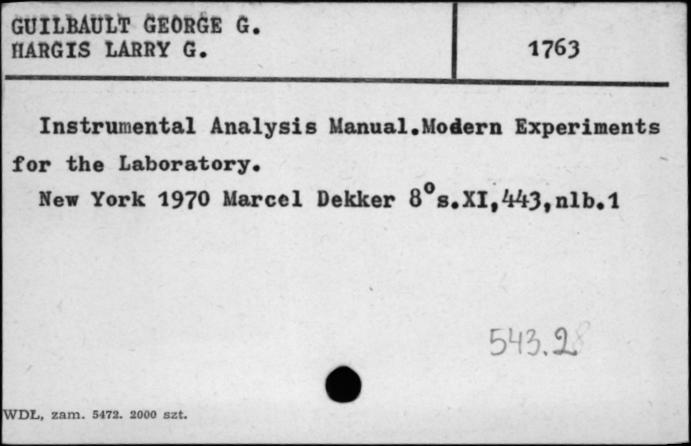 GUILBAULT GEORGE G.
HARGIS LARRY G.
1763
Instrumental Analysis Manual.Modern Experiments
for the Laboratory.
New York 1970 Marcel Dekker 8°s.XI,443,nlb.1
543.28
WDL, zam. 5472. 2000 szt.